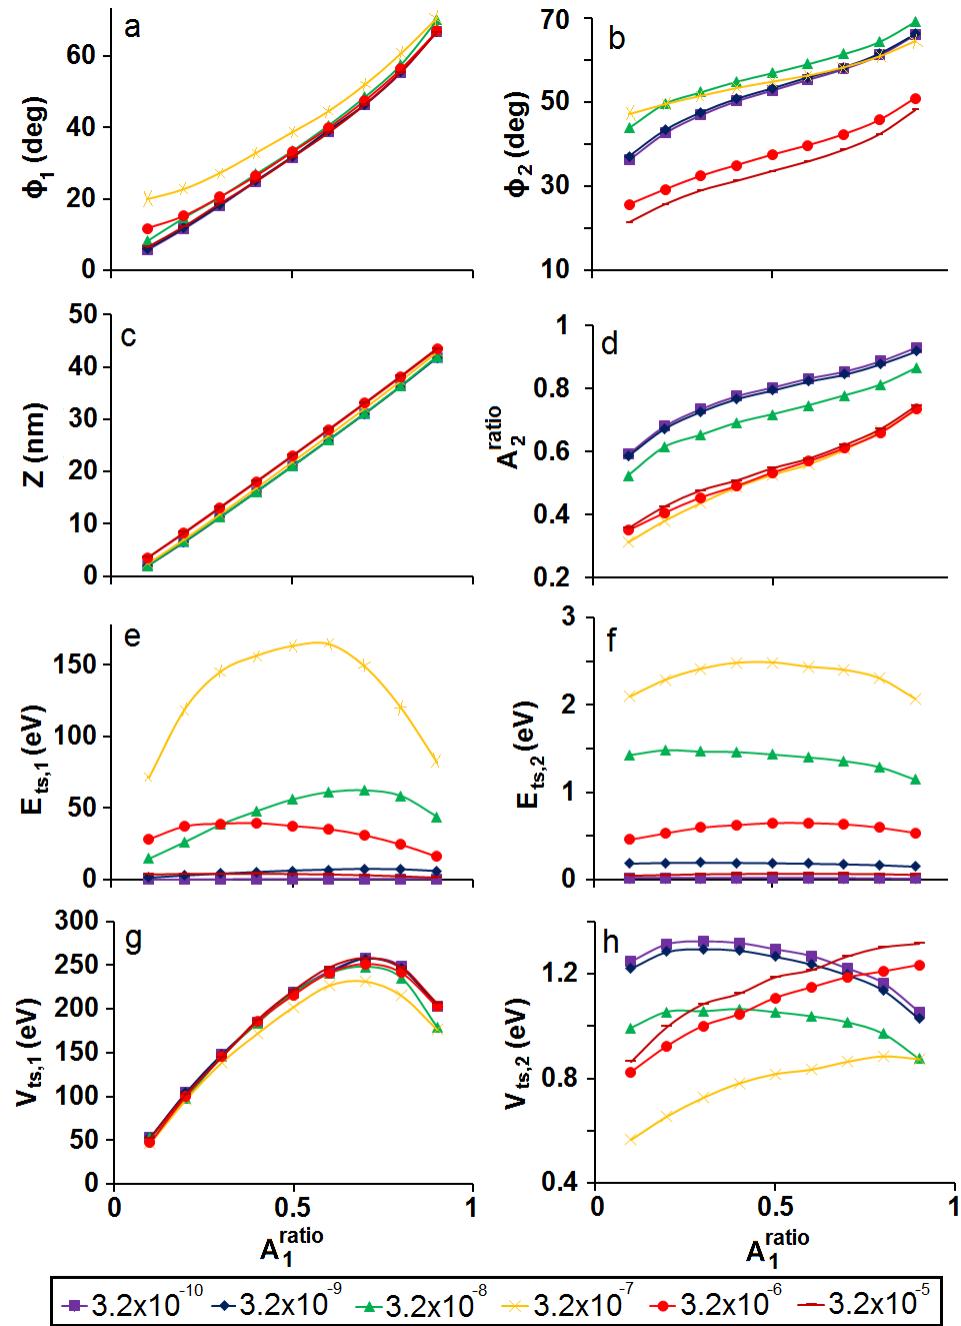 a
ϕ1 (deg)
60
40
20
0
b
ϕ2 (deg)
70
50
30
10
c
Z (nm)
50
40
30
20
10
0
d
A2ratio
1
0.8
0.6
0.4
0.2
e
Ets,1 (eV)
150
100
50
0
f
Ets,2 (eV)
3
2
1
0
g
Vts,1 (eV)
300
250
200
150
100
50
0
0 0.5 1
A1ratio
h
Vts,2 (eV)
1.2
0.8
0.4
0 0.5 1
A1ratio
3.2x10-10 3.2x10-9 3.2x10-8 3.2x10-7 3.2x10-6 3.2x10-5